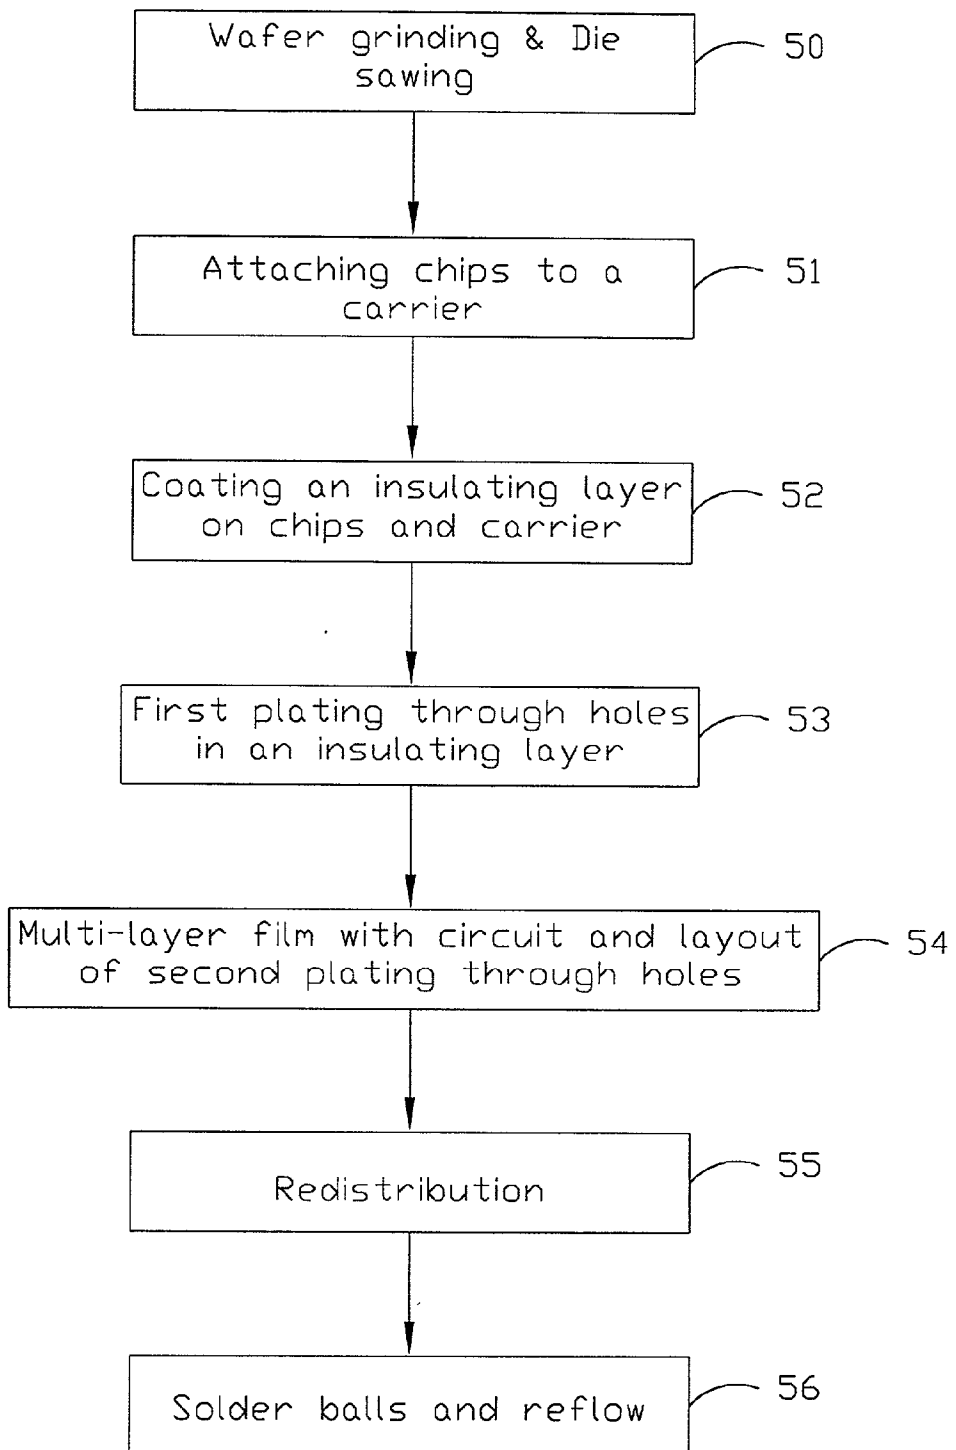 Wafer grinding & Die
sawing
50
Attaching chips to a
carrier
51
Coating an insulating layer
on chips and carrier
52
First plating through holes
in an insulating layer
53
Multi-layer film with circuit and layout
of second plating through holes
54
Redistribution
55
Solder balls and reflow
56